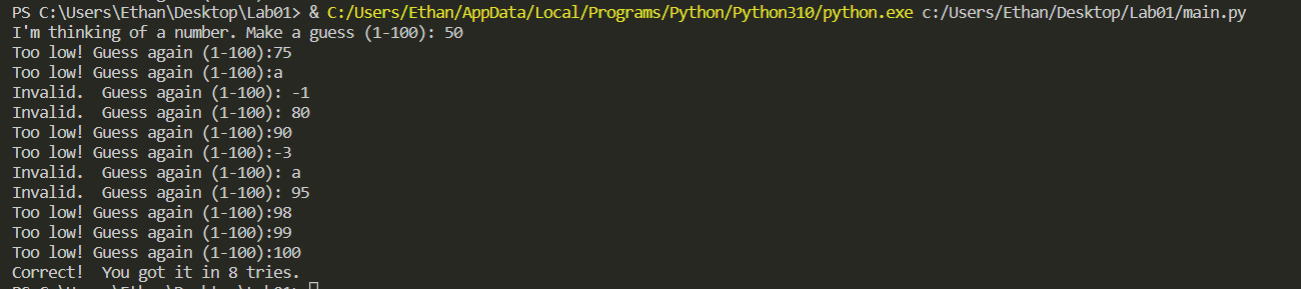 PS C:\Users\Ethan\Desktop\Lab01> & C:/Users/Ethan/AppData/Local/Programs/Python/Python310/python.exe c:/Users/Ethan/Desktop/Lab01/main.py
I'm thinking of a number. Make a guess (1-100): 50
Too low! Guess again (1-100):75
Too low! Guess again (1-100):a
Invalid.  Guess again (1-100): -1
Invalid.  Guess again (1-100): 80
Too low! Guess again (1-100):90
Too low! Guess again (1-100):-3
Invalid.  Guess again (1-100): a
Invalid.  Guess again (1-100): 95
Too low! Guess again (1-100):98
Too low! Guess again (1-100):99
Too low! Guess again (1-100):100
Correct!  You got it in 8 tries.
PS C:\Users\Ethan\Desktop\Lab01>